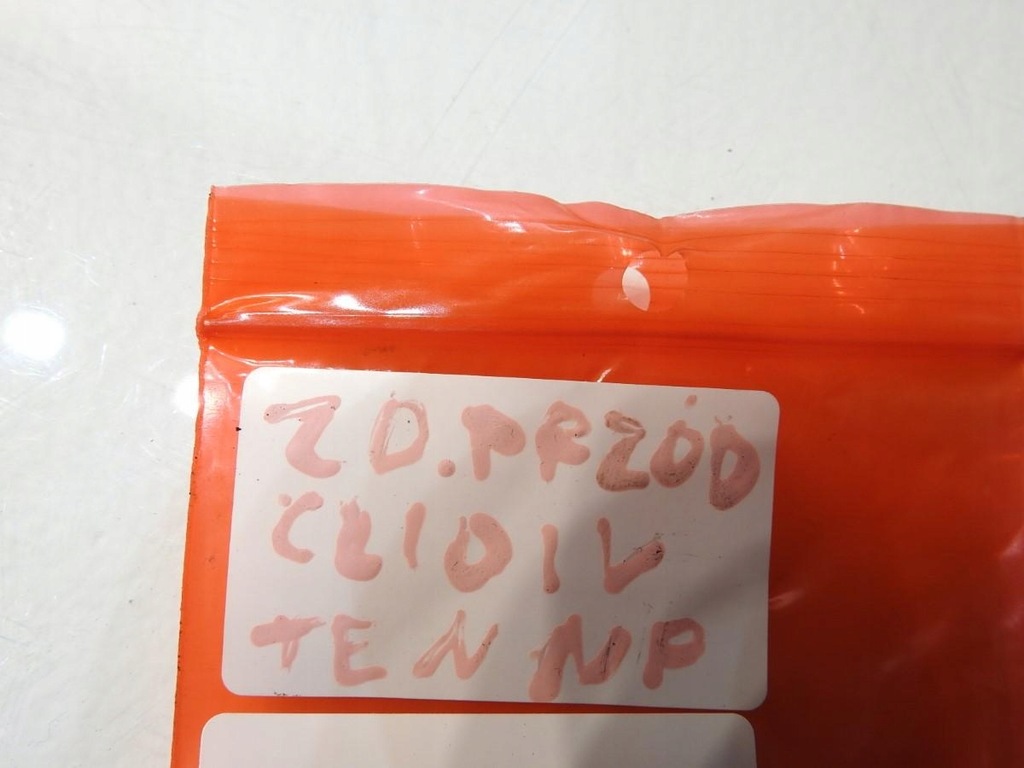 ZD.PRZÓD
CLIO IV
TEN NP